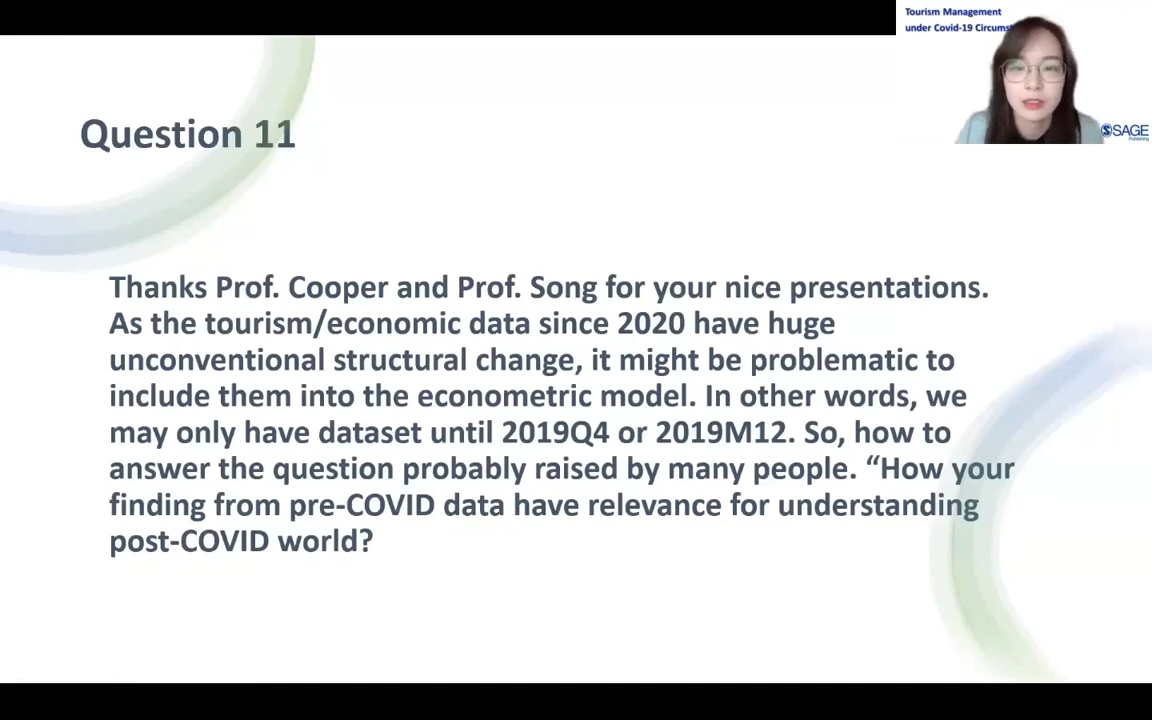 Tourism Management
under Covid-19
SAGE
Publishing
Question 11
Thanks Prof. Cooper and Prof. Song for your nice presentations.
As the tourism/economic data since 2020 have huge
unconventional structural change, it might be problematic to
include them into the econometric model. In other words, we
may only have dataset until 2019Q4 or 2019M12. So, how to
answer the question probably raised by many people. “How your
finding from pre-COVID data have relevance for understanding
post-COVID world?